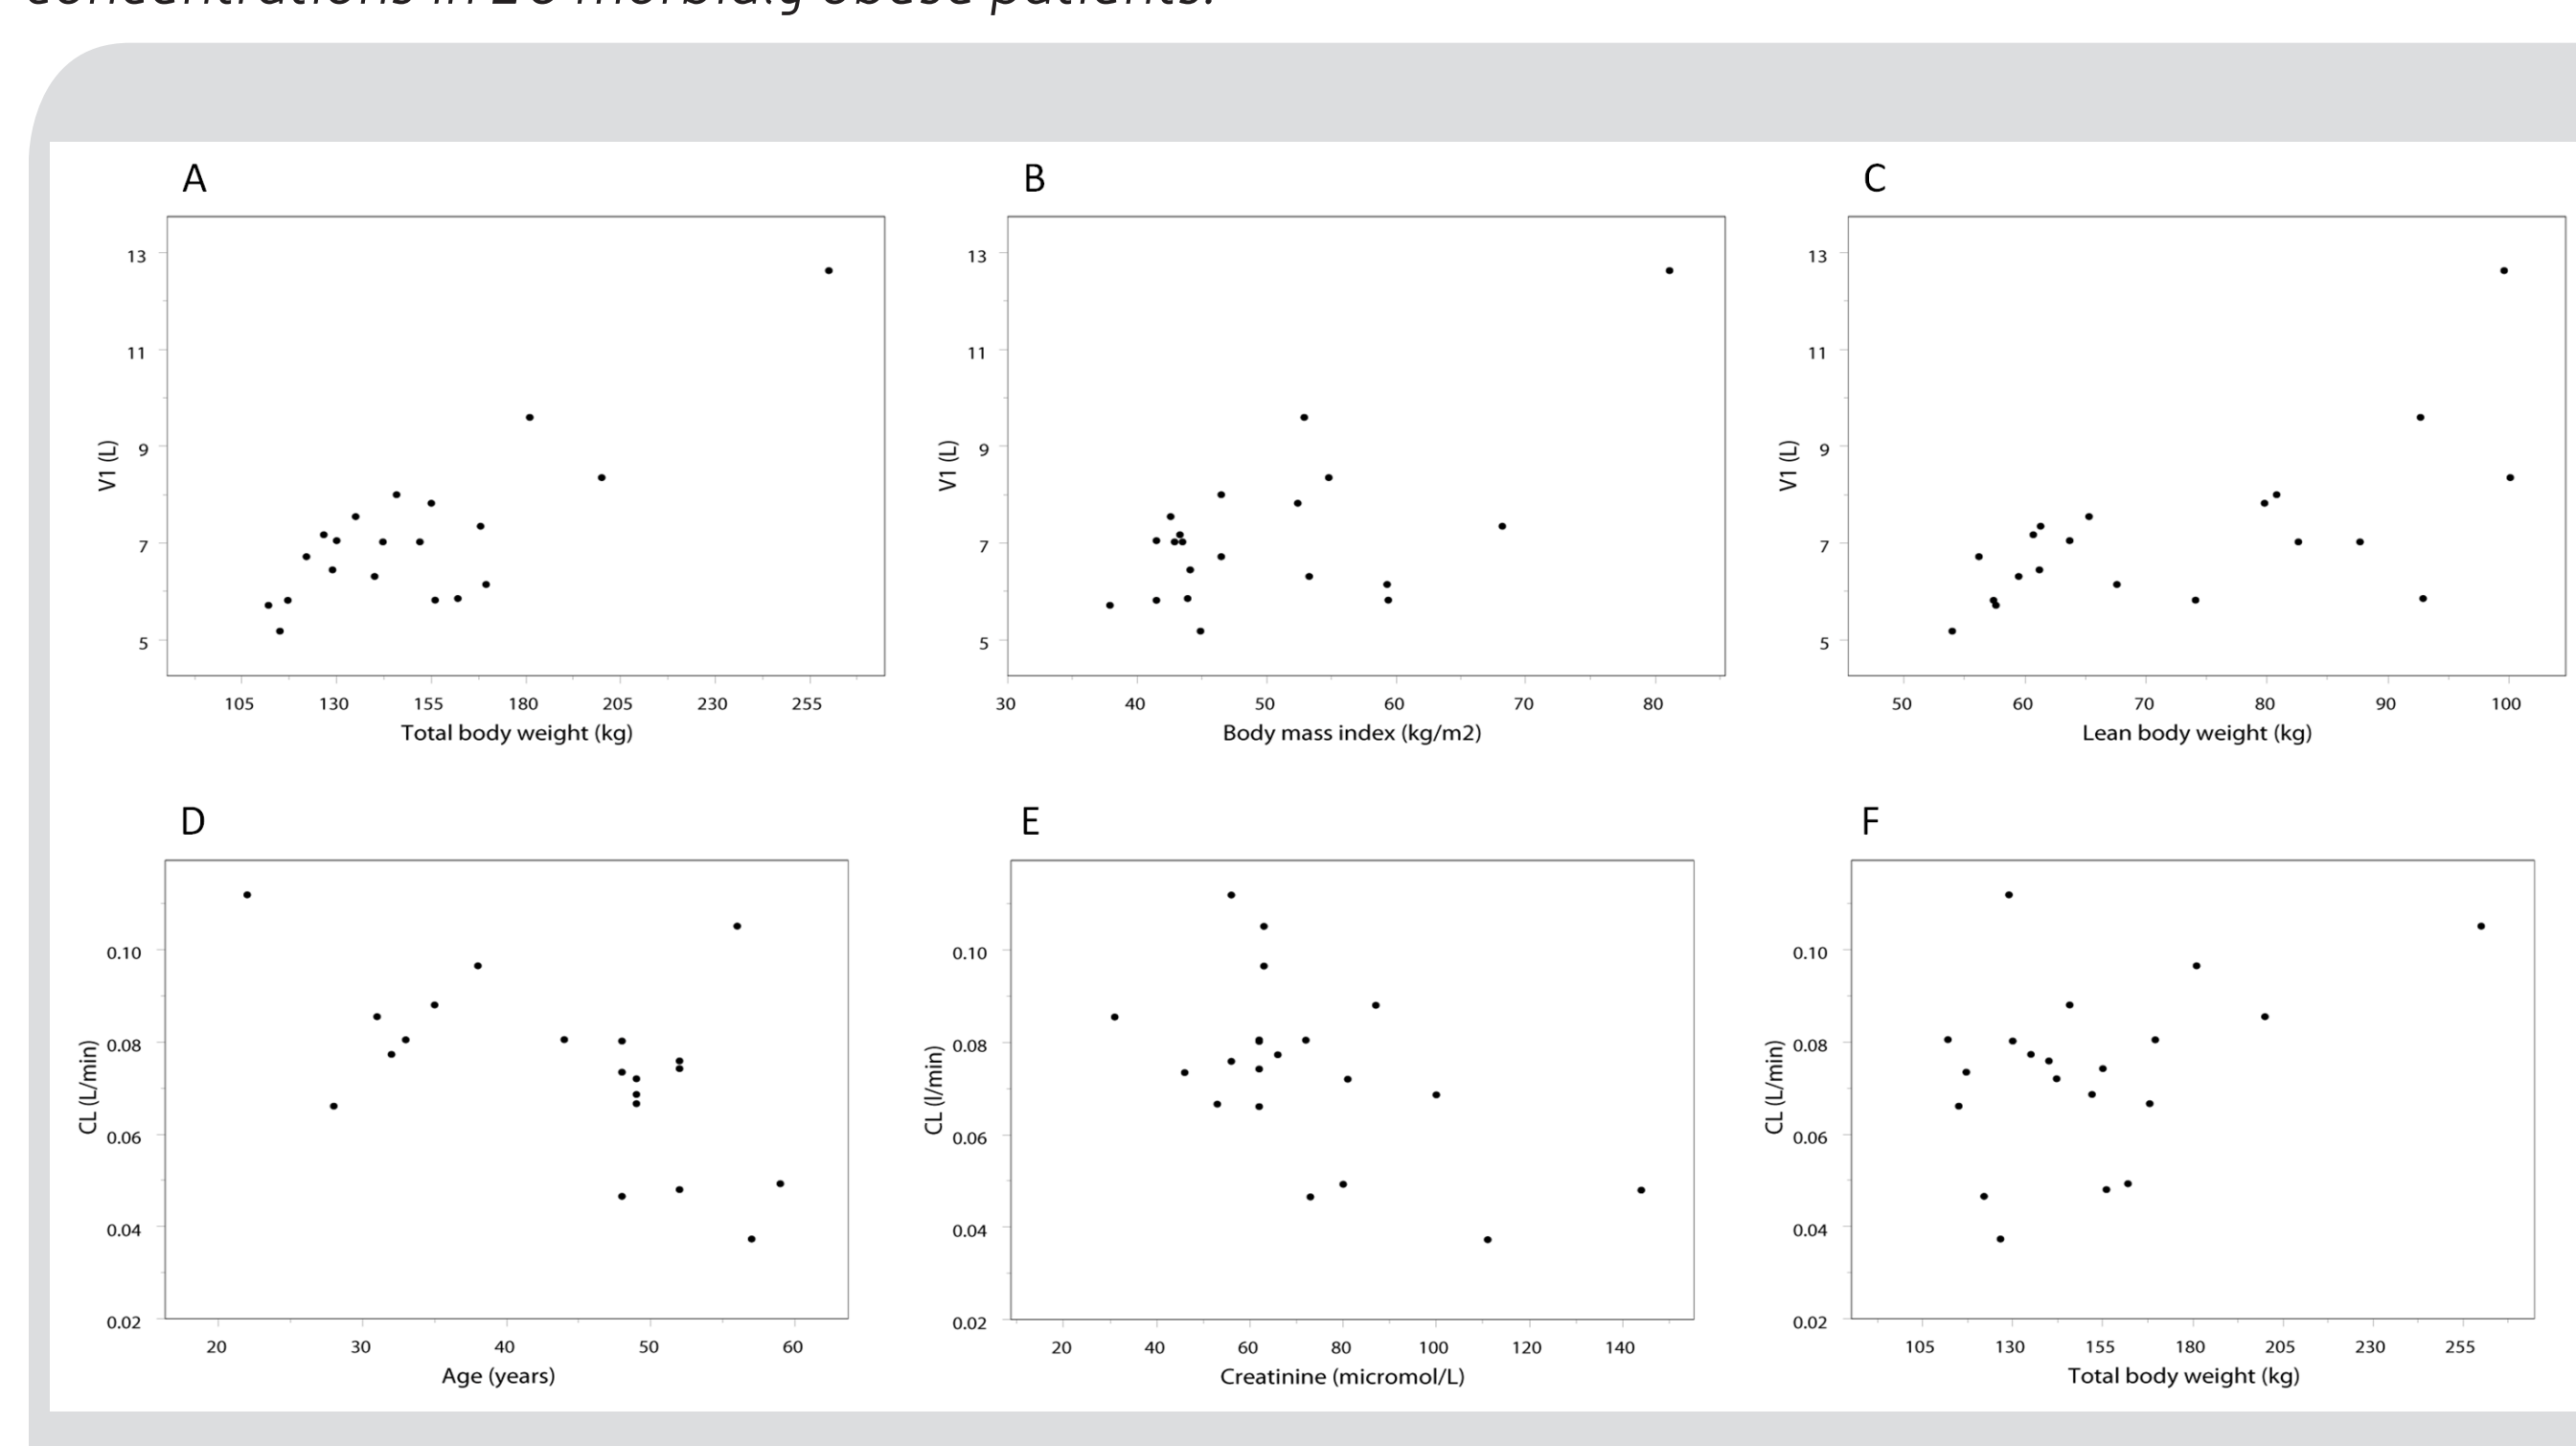 concentrations in morbidly obese patients.
A
13
11
9
7
5
V1 (L)
105 130 155 180 205 230 255
Total body weight (kg)
B
13
11
9
7
5
V1 (L)
30 40 50 60 70 80
Body mass index (kg/m2)
C
13
11
9
7
5
V1 (L)
50 60 70 80 90 100
Lean body weight (kg)
D
0.10
0.08
0.06
0.04
0.02
CL (L/min)
20 30 40 50 60
Age (years)
E
0.10
0.08
0.06
0.04
0.02
CL (l/min)
20 40 60 80 100 120 140
Creatinine (micromol/L)
F
0.10
0.08
0.06
0.04
0.02
CL (L/min)
105 130 155 180 205 230 255
Total body weight (kg)